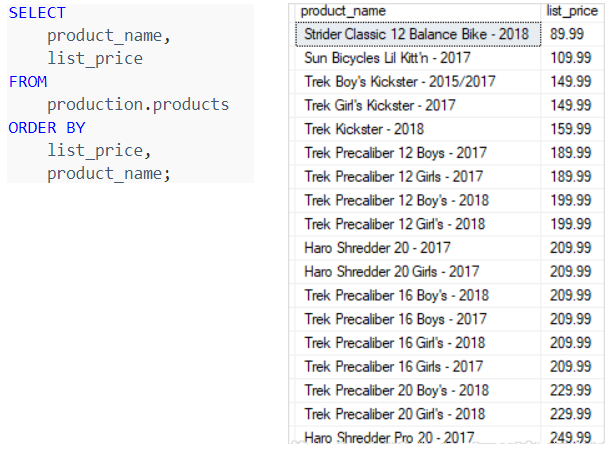 SELECT
product_name,
list_price
FROM
production.products
ORDER BY
list_price,
product_name;
product_name list_price
Strider Classic 12 Balance Bike - 2018 89.99
Sun Bicycles Lil Kitt'n - 2017 109.99
Trek Boy's Kickster - 2015/2017 149.99
Trek Girl's Kickster - 2017 149.99
Trek Kickster - 2018 159.99
Trek Precaliber 12 Boys - 2017 189.99
Trek Precaliber 12 Girls - 2017 189.99
Trek Precaliber 12 Boy's - 2018 199.99
Trek Precaliber 12 Girl's - 2018 199.99
Haro Shredder 20 - 2017 209.99
Haro Shredder 20 Girls - 2017 209.99
Trek Precaliber 16 Boy's - 2018 209.99
Trek Precaliber 16 Boys - 2017 209.99
Trek Precaliber 16 Girl's - 2018 209.99
Trek Precaliber 16 Girls - 2017 209.99
Trek Precaliber 20 Boy's - 2018 229.99
Trek Precaliber 20 Girl's - 2018 229.99
Haro Shredder Pro 20 - 2017 249.99